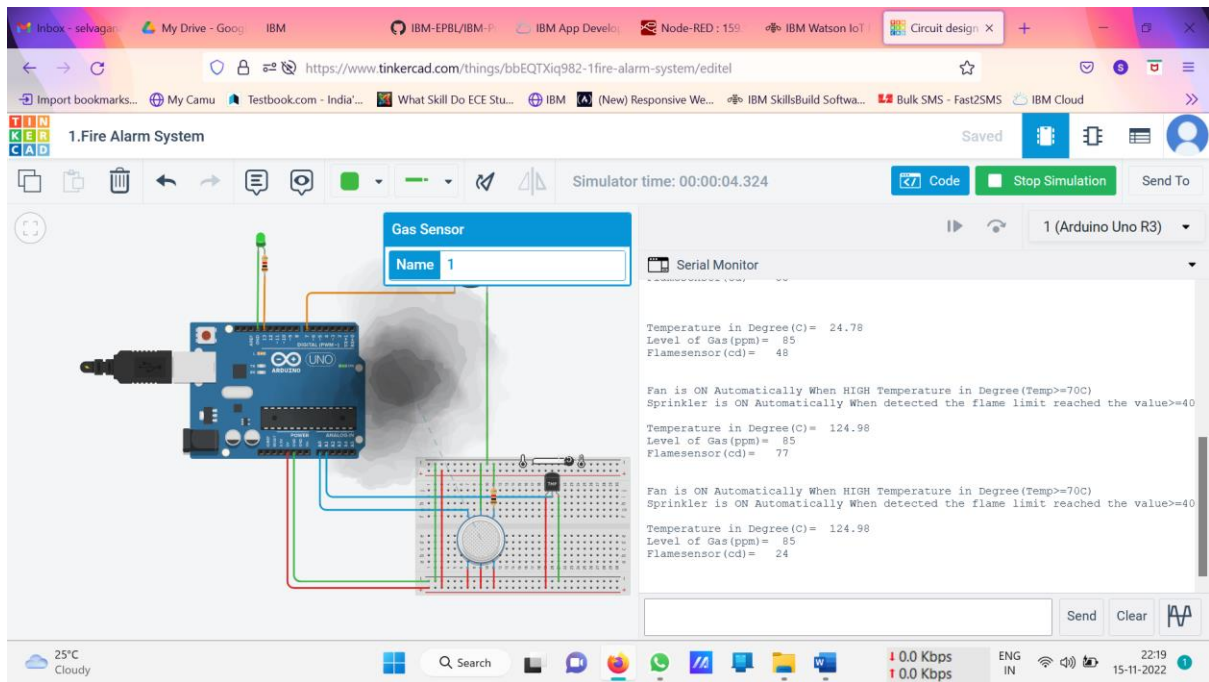 Inbox - selvagan
My Drive - Goog
IBM
IBM-EPBL/IBM-P
IBM App Develop
Node-RED : 159.
IBM Watson IoT
Circuit design
https://www.tinkercad.com/things/bbEQTXiq982-1fire-alarm-system/editel
Import bookmarks...
My Camu
Testbook.com - India'...
What Skill Do ECE Stu...
IBM
(New) Responsive We...
IBM SkillsBuild Softwa...
Bulk SMS - Fast2SMS
IBM Cloud
TINKERCAD
1.Fire Alarm System
Saved
Simulator time: 00:00:04.324
Code
Stop Simulation
Send To
Gas Sensor
Name 1
1 (Arduino Uno R3)
Serial Monitor
Temperature in Degree(C)= 24.78
Level of Gas(ppm)= 85
Flamesensor(cd)= 48
Fan is ON Automatically When HIGH Temperature in Degree(Temp>=70C)
Sprinkler is ON Automatically When detected the flame limit reached the value>=40
Temperature in Degree(C)= 124.98
Level of Gas(ppm)= 85
Flamesensor(cd)= 77
Fan is ON Automatically When HIGH Temperature in Degree(Temp>=70C)
Sprinkler is ON Automatically When detected the flame limit reached the value>=40
Temperature in Degree(C)= 124.98
Level of Gas(ppm)= 85
Flamesensor(cd)= 24
DIGITAL (PWM~)
UNO
ARDUINO
POWER
ANALOG IN
TMP
Send
Clear
25°C
Cloudy
Search
0.0 Kbps
0.0 Kbps
ENG
IN
22:19
15-11-2022
1